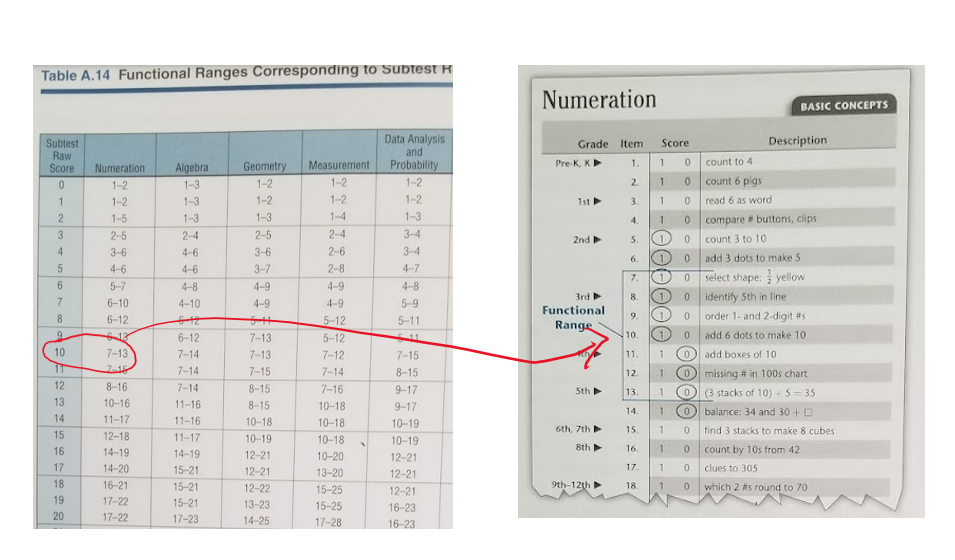 Table A.14 Functional Ranges Corresponding to Subtest R
Subtest Raw Score Numeration Algebra Geometry Measurement Data Analysis and Probability
0 1–2 1–3 1–2 1–2 1–2
1 1–2 1–3 1–2 1–2 1–2
2 1–5 1–3 1–3 1–4 1–3
3 2–5 2–4 2–5 2–4 3–4
4 3–6 4–6 3–6 2–6 3–4
5 4–6 4–6 3–7 2–8 4–7
6 5–7 4–8 4–9 4–9 4–8
7 6–10 4–10 4–9 4–9 5–9
8 6–12 6–12 5–11 5–12 5–11
9 6–13 6–12 7–13 5–12 5–11
10 7–13 7–14 7–13 7–12 7–15
11 7–15 7–14 7–15 7–14 8–15
12 8–16 7–14 8–15 7–16 9–17
13 10–16 11–16 8–15 10–18 9–17
14 11–17 11–16 10–18 10–18 10–19
15 12–18 11–17 10–19 10–18 10–19
16 14–19 14–19 12–21 10–20 12–21
17 14–20 15–21 12–21 13–20 12–21
18 16–21 15–21 12–22 15–25 12–21
19 17–22 15–21 13–23 15–25 16–23
20 17–22 17–23 14–25 17–28 16–23
Numeration
BASIC CONCEPTS
Grade Item Score Description
Pre-K, K ▶ 1. 1 0 count to 4
2. 1 0 count 6 pigs
1st ▶ 3. 1 0 read 6 as word
4. 1 0 compare # buttons, clips
2nd ▶ 5. 1 0 count 3 to 10
6. 1 0 add 3 dots to make 5
7. 1 0 select shape: ½ yellow
3rd ▶ 8. 1 0 identify 5th in line
Functional Range
9. 1 0 order 1- and 2-digit #s
10. 1 0 add 6 dots to make 10
4th ▶ 11. 1 0 add boxes of 10
12. 1 0 missing # in 100s chart
5th ▶ 13. 1 0 (3 stacks of 10) + 5 = 35
14. 1 0 balance: 34 and 30 + □
6th, 7th ▶ 15. 1 0 find 3 stacks to make 8 cubes
8th ▶ 16. 1 0 count by 10s from 42
17. 1 0 clues to 305
9th–12th ▶ 18. 1 0 which 2 #s round to 70